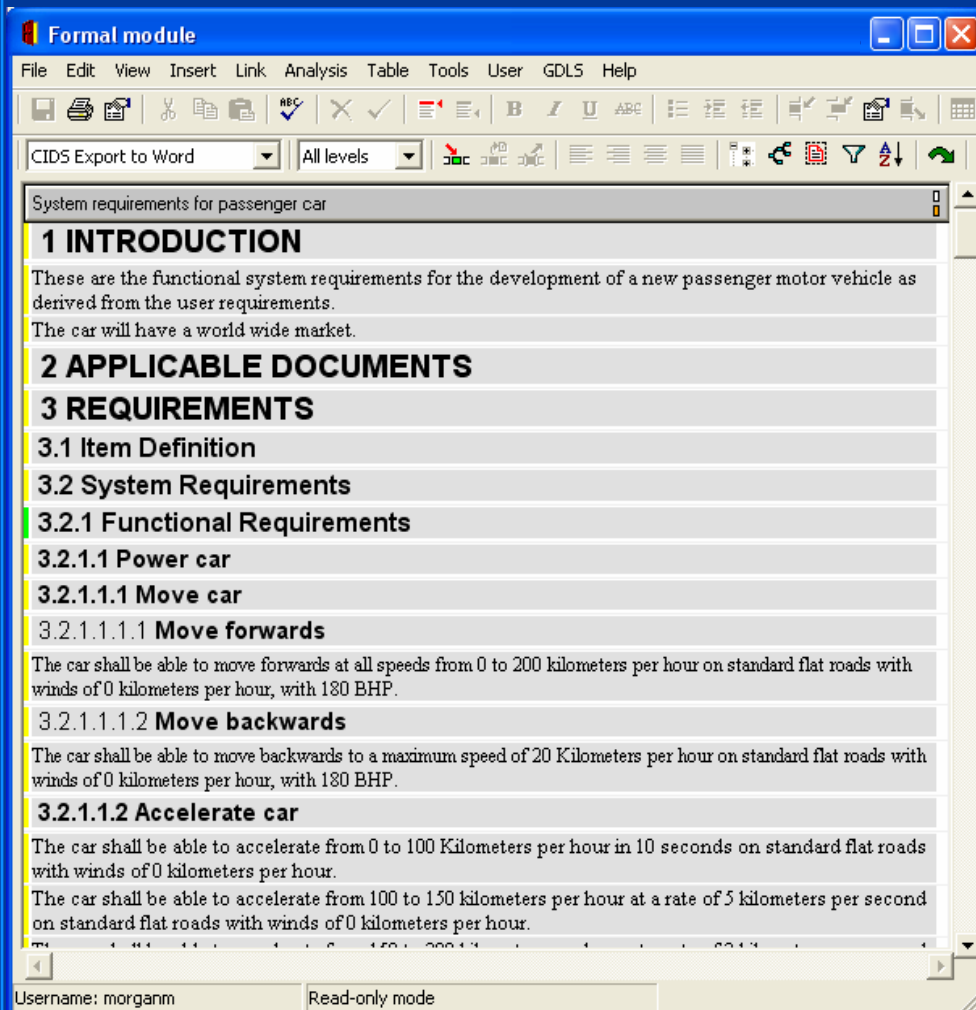 Formal module
File Edit View Insert Link Analysis Table Tools User GDLS Help
ABC B I U ABC
CIDS Export to Word All levels A Z
System requirements for passenger car
1 INTRODUCTION
These are the functional system requirements for the development of a new passenger motor vehicle as
derived from the user requirements.
The car will have a world wide market.
2 APPLICABLE DOCUMENTS
3 REQUIREMENTS
3.1 Item Definition
3.2 System Requirements
3.2.1 Functional Requirements
3.2.1.1 Power car
3.2.1.1.1 Move car
3.2.1.1.1.1 Move forwards
The car shall be able to move forwards at all speeds from 0 to 200 kilometers per hour on standard flat roads with
winds of 0 kilometers per hour, with 180 BHP.
3.2.1.1.1.2 Move backwards
The car shall be able to move backwards to a maximum speed of 20 Kilometers per hour on standard flat roads with
winds of 0 kilometers per hour, with 180 BHP.
3.2.1.1.2 Accelerate car
The car shall be able to accelerate from 0 to 100 Kilometers per hour in 10 seconds on standard flat roads
with winds of 0 kilometers per hour.
The car shall be able to accelerate from 100 to 150 kilometers per hour at a rate of 5 kilometers per second
on standard flat roads with winds of 0 kilometers per hour.
Username: morganm Read-only mode